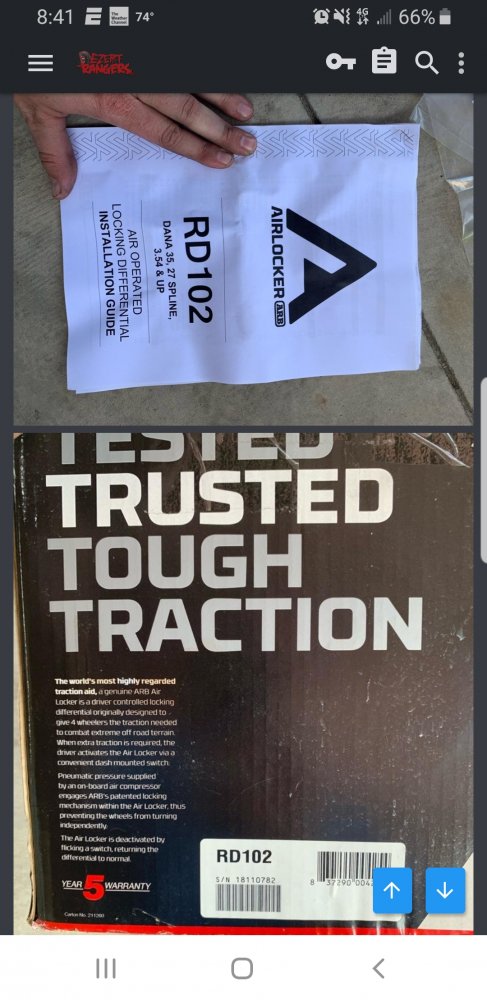 8:41
The Weather Channel
74°
4G
66%
DEZERT
RANGERS
AIRLOCKER ARB
RD102
DANA 35, 27 SPLINE,
3.54 & UP
AIR OPERATED
LOCKING DIFFERENTIAL
INSTALLATION GUIDE
TESTED
TRUSTED
TOUGH
TRACTION
The world's most highly regarded
traction aid, a genuine ARB Air
Locker is a driver controlled locking
differential originally designed to
give 4 wheelers the traction needed
to combat extreme off road terrain.
When extra traction is required, the
driver activates the Air Locker via a
convenient dash mounted switch.
Pneumatic pressure supplied
by an on-board air compressor
engages ARB's patented locking
mechanism within the Air Locker, thus
preventing the wheels from turning
independently.
The Air Locker is deactivated by
flicking a switch, returning the
differential to normal.
YEAR 5 WARRANTY
RD102
S/N 18110782